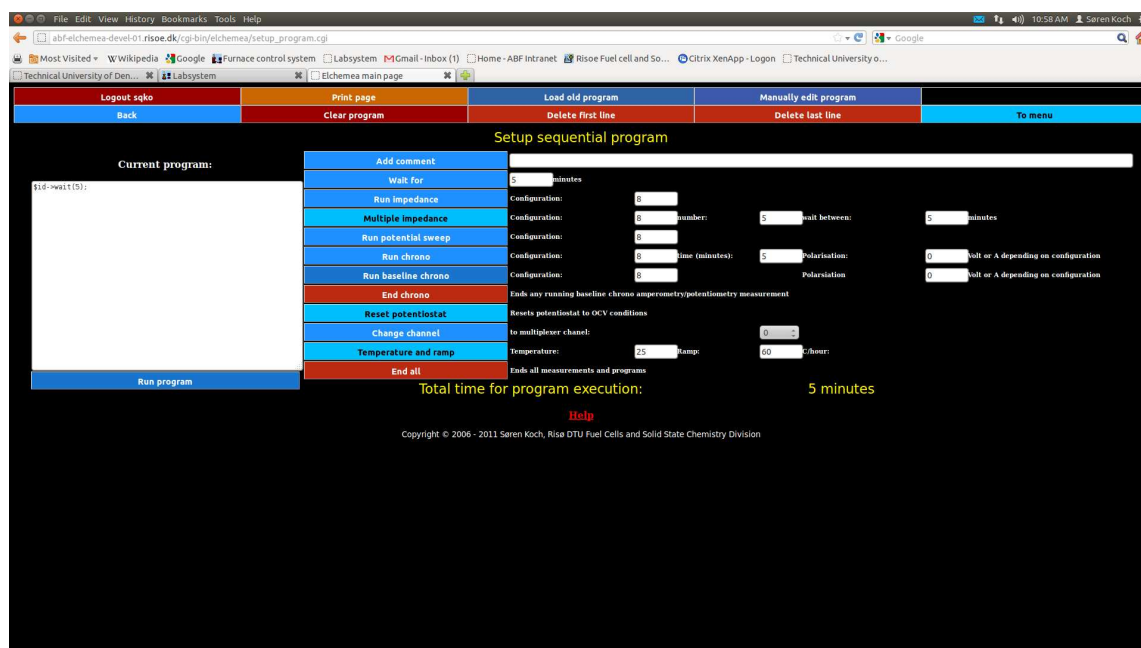 File Edit View History Bookmarks Tools Help 10:58 AM Søren Koch
abf-elchemea-devel-01.risoe.dk/cgi-bin/elchemea/setup_program.cgi Google
Most Visited Wikipedia Google Furnace control system Labsystem Gmail - Inbox (1) Home - ABF Intranet Risoe Fuel cell and So... Citrix XenApp - Logon Technical University o...
Technical University of Den... Labsystem Elchemea main page
Logout sqko Print page Load old program Manually edit program
Back Clear program Delete first line Delete last line To menu
Setup sequential program
Current program:
$id->wait(5);
Run program
Add comment
Wait for 5 minutes
Run impedance Configuration: 8
Multiple impedance Configuration: 8 number: 5 wait between: 5 minutes
Run potential sweep Configuration: 8
Run chrono Configuration: 8 time (minutes): 5 Polarisation: 0 Volt or A depending on configuration
Run baseline chrono Configuration: 8 Polarsiation 0 Volt or A depending on configuration
End chrono Ends any running baseline chrono amperometry/potentiometry measurement
Reset potentiostat Resets potentiostat to OCV conditions
Change channel to multiplexer chanel: 0
Temperature and ramp Temperature: 25 Ramp: 60 C/hour:
End all Ends all measurements and programs
Total time for program execution: 5 minutes
Help
Copyright © 2006 - 2011 Søren Koch, Risø DTU Fuel Cells and Solid State Chemistry Division